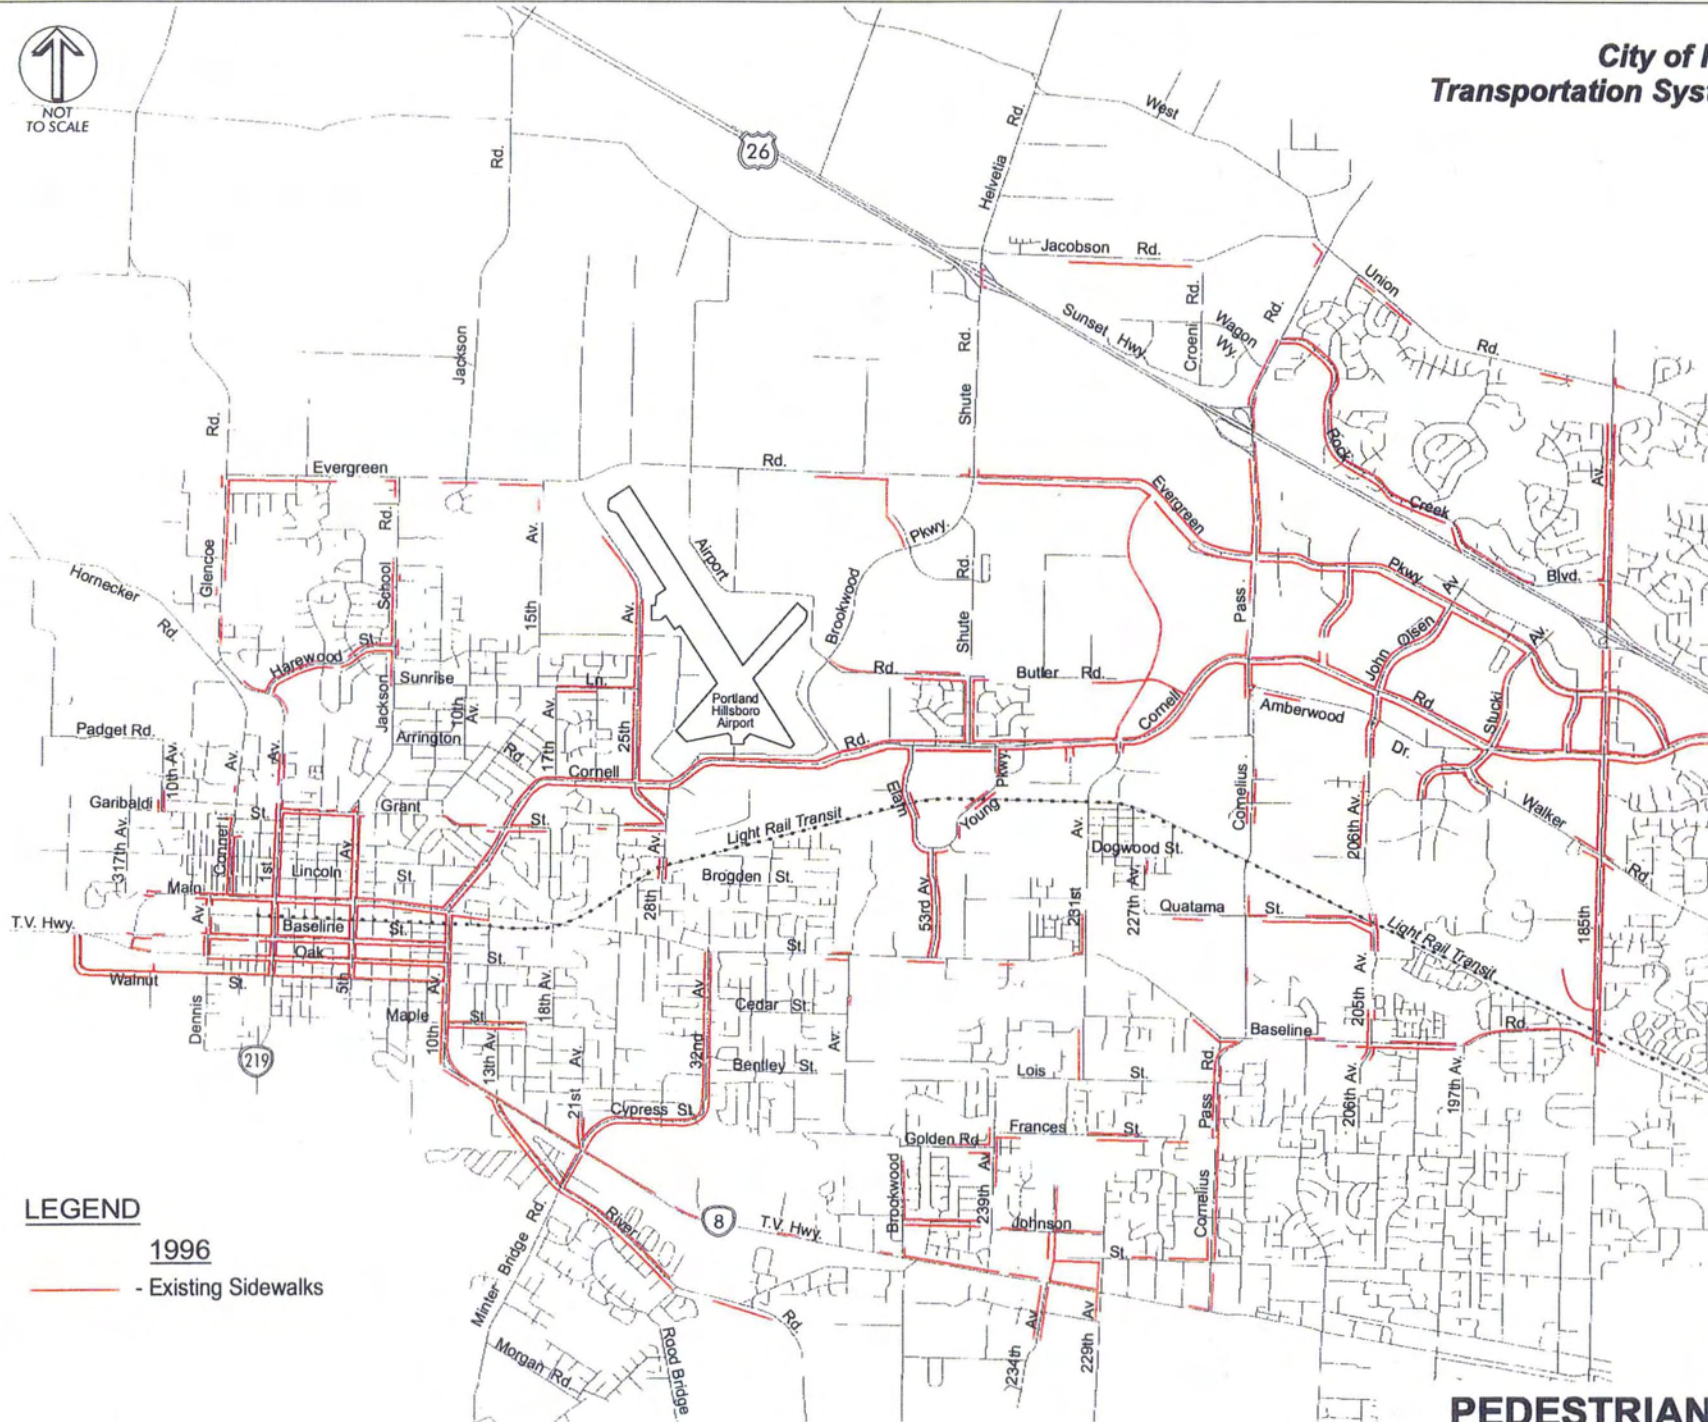 City of
Transportation Syst
NOT
TO SCALE
West
Rd.
26
Rd.
Helvetia
Jacobson Rd.
Union
Rd.
Rd.
Sunset Hwy
Croeni
Wagon
Wy.
Rd.
Rd.
Jackson
Shute
Rd.
Rock
Creek
Blvd.
Av.
Evergreen
Rd.
Evergreen
Pkwy
Rd.
Av.
Glencoe
School
15th
Airport
Pkwy.
Rd.
Shute
Brookwood
Pass
Av
John Olsen
Av.
Stucki
Hornecker
Rd.
Harewood St.
Sunrise
Ln.
Av.
25th
Portland
Hillsboro
Airport
Rd.
Butler Rd.
Cornell
Rd.
Amberwood
Dr.
Padget Rd.
Jackson
10th
Av.
Arrington
Rd.
17th
Av.
Cornell
Rd.
10th Av.
Av.
Av.
Garibaldi
St.
Grant
St.
Elam
Pkwy
Young
Cornelius
206th Av.
Walker
Rd.
317th Av.
Conner
1st
Lincoln
Av
St.
Light Rail Transit
Av.
28th
Brogden St.
Av.
Dogwood St.
Main
Av
53rd Av
231st
227th Av.
Quatama St.
Light Rail Transit
185th
T.V. Hwy.
Baseline
St.
Oak
St.
St.
Walnut
St.
5th
Av.
18th Av.
Av
Cedar St.
Dennis
Maple
St.
10th
13th Av.
Av.
32nd
Bentley St.
Av.
Av.
205th
Baseline
Rd.
219
Lois
St.
Rd.
Pass
206th Av.
197th Av.
21st
Cypress St.
Golden Rd
Frances
St.
Brookwood
239th Av
Cornelius
LEGEND
1996
- Existing Sidewalks
River
8
T.V. Hwy.
Johnson
St.
Minter Bridge Rd.
Rd.
Morgan Rd.
Rood Bridge
234th Av
229th Av
PEDESTRIAN